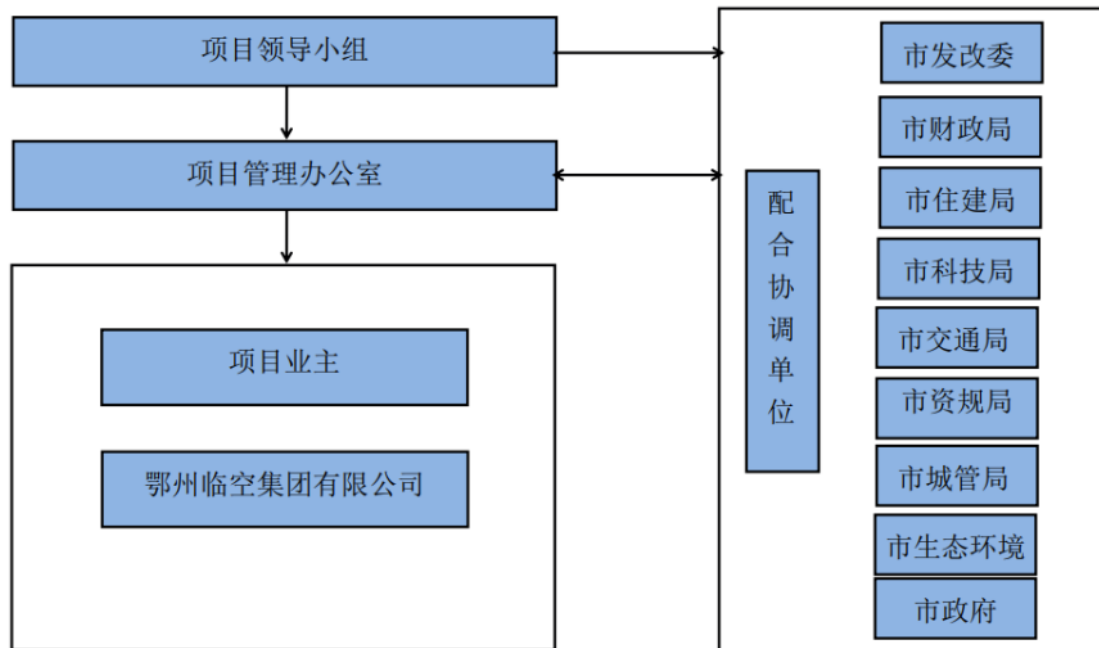 项目领导小组
项目管理办公室
项目业主
鄂州临空集团有限公司
配合协调单位
市发改委
市财政局
市住建局
市科技局
市交通局
市资规局
市城管局
市生态环境
市政府